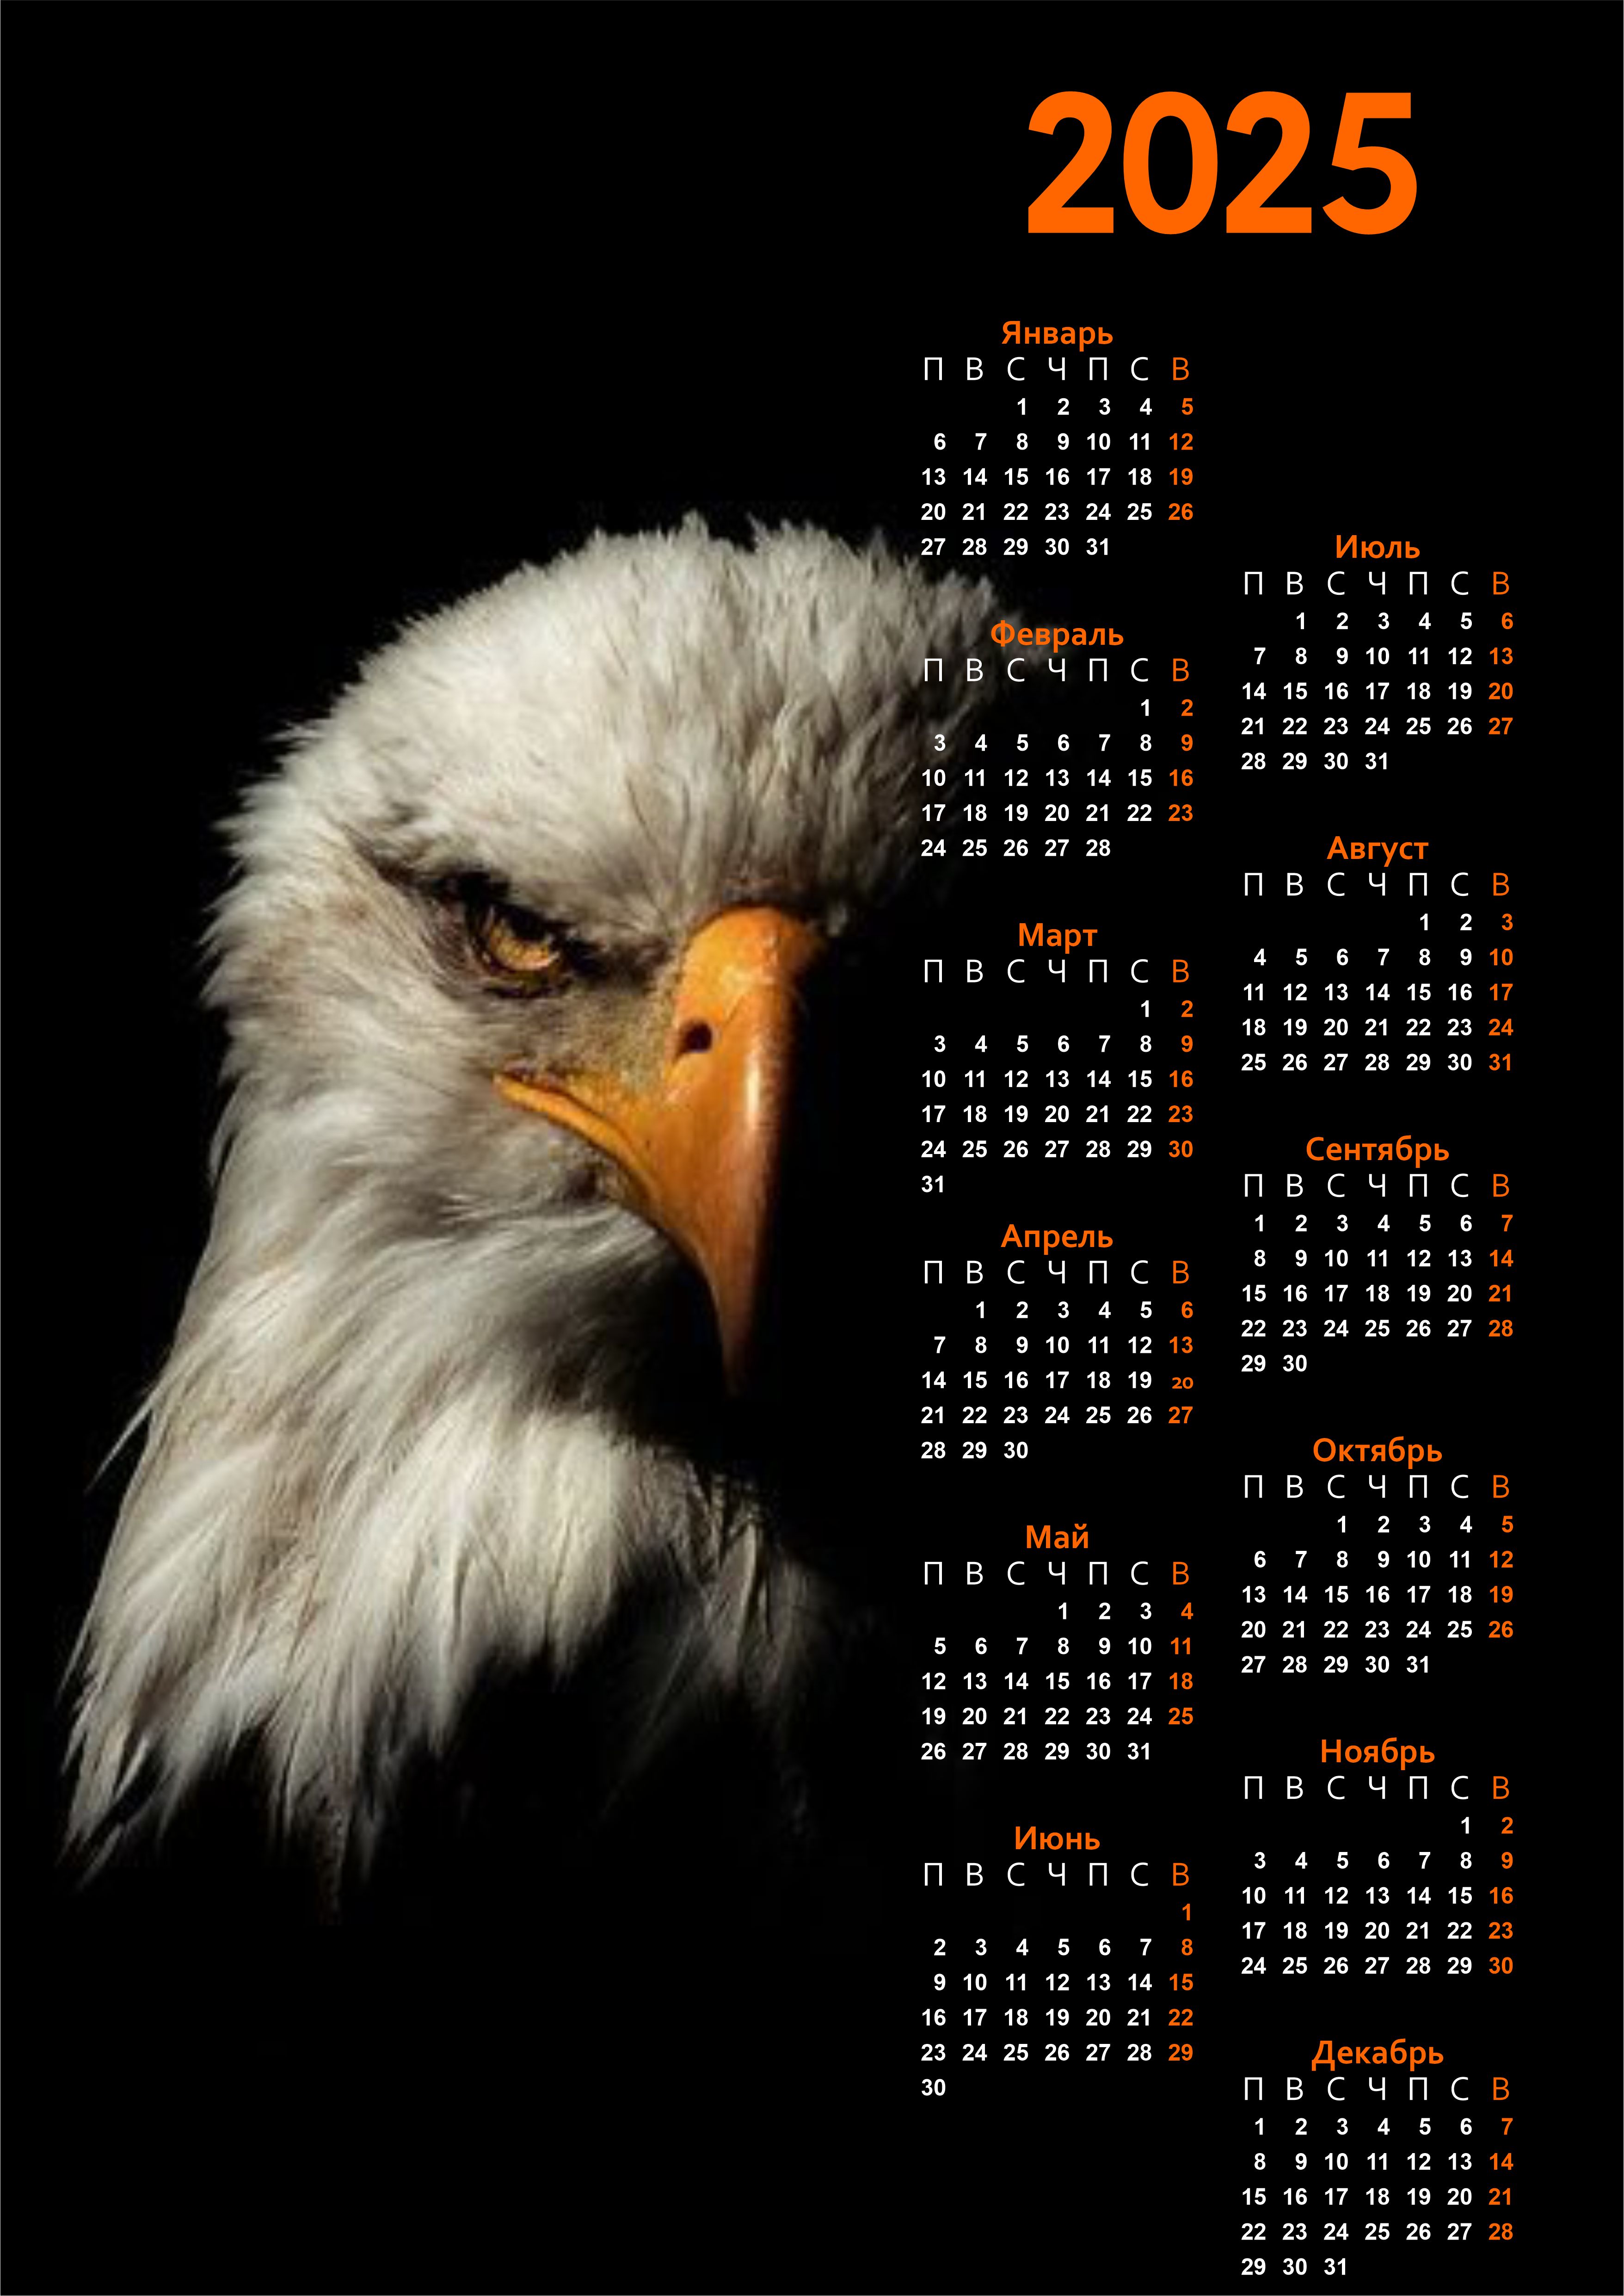 2025
Январь
П В С Ч П С В
1 2 3 4 5
6 7 8 9 10 11 12
13 14 15 16 17 18 19
20 21 22 23 24 25 26
27 28 29 30 31
Февраль
П В С Ч П С В
1 2
3 4 5 6 7 8 9
10 11 12 13 14 15 16
17 18 19 20 21 22 23
24 25 26 27 28
Март
П В С Ч П С В
1 2
3 4 5 6 7 8 9
10 11 12 13 14 15 16
17 18 19 20 21 22 23
24 25 26 27 28 29 30
31
Апрель
П В С Ч П С В
1 2 3 4 5 6
7 8 9 10 11 12 13
14 15 16 17 18 19 20
21 22 23 24 25 26 27
28 29 30
Май
П В С Ч П С В
1 2 3 4
5 6 7 8 9 10 11
12 13 14 15 16 17 18
19 20 21 22 23 24 25
26 27 28 29 30 31
Июнь
П В С Ч П С В
1
2 3 4 5 6 7 8
9 10 11 12 13 14 15
16 17 18 19 20 21 22
23 24 25 26 27 28 29
30
Июль
П В С Ч П С В
1 2 3 4 5 6
7 8 9 10 11 12 13
14 15 16 17 18 19 20
21 22 23 24 25 26 27
28 29 30 31
Август
П В С Ч П С В
1 2 3
4 5 6 7 8 9 10
11 12 13 14 15 16 17
18 19 20 21 22 23 24
25 26 27 28 29 30 31
Сентябрь
П В С Ч П С В
1 2 3 4 5 6 7
8 9 10 11 12 13 14
15 16 17 18 19 20 21
22 23 24 25 26 27 28
29 30
Октябрь
П В С Ч П С В
1 2 3 4 5
6 7 8 9 10 11 12
13 14 15 16 17 18 19
20 21 22 23 24 25 26
27 28 29 30 31
Ноябрь
П В С Ч П С В
1 2
3 4 5 6 7 8 9
10 11 12 13 14 15 16
17 18 19 20 21 22 23
24 25 26 27 28 29 30
Декабрь
П В С Ч П С В
1 2 3 4 5 6 7
8 9 10 11 12 13 14
15 16 17 18 19 20 21
22 23 24 25 26 27 28
29 30 31